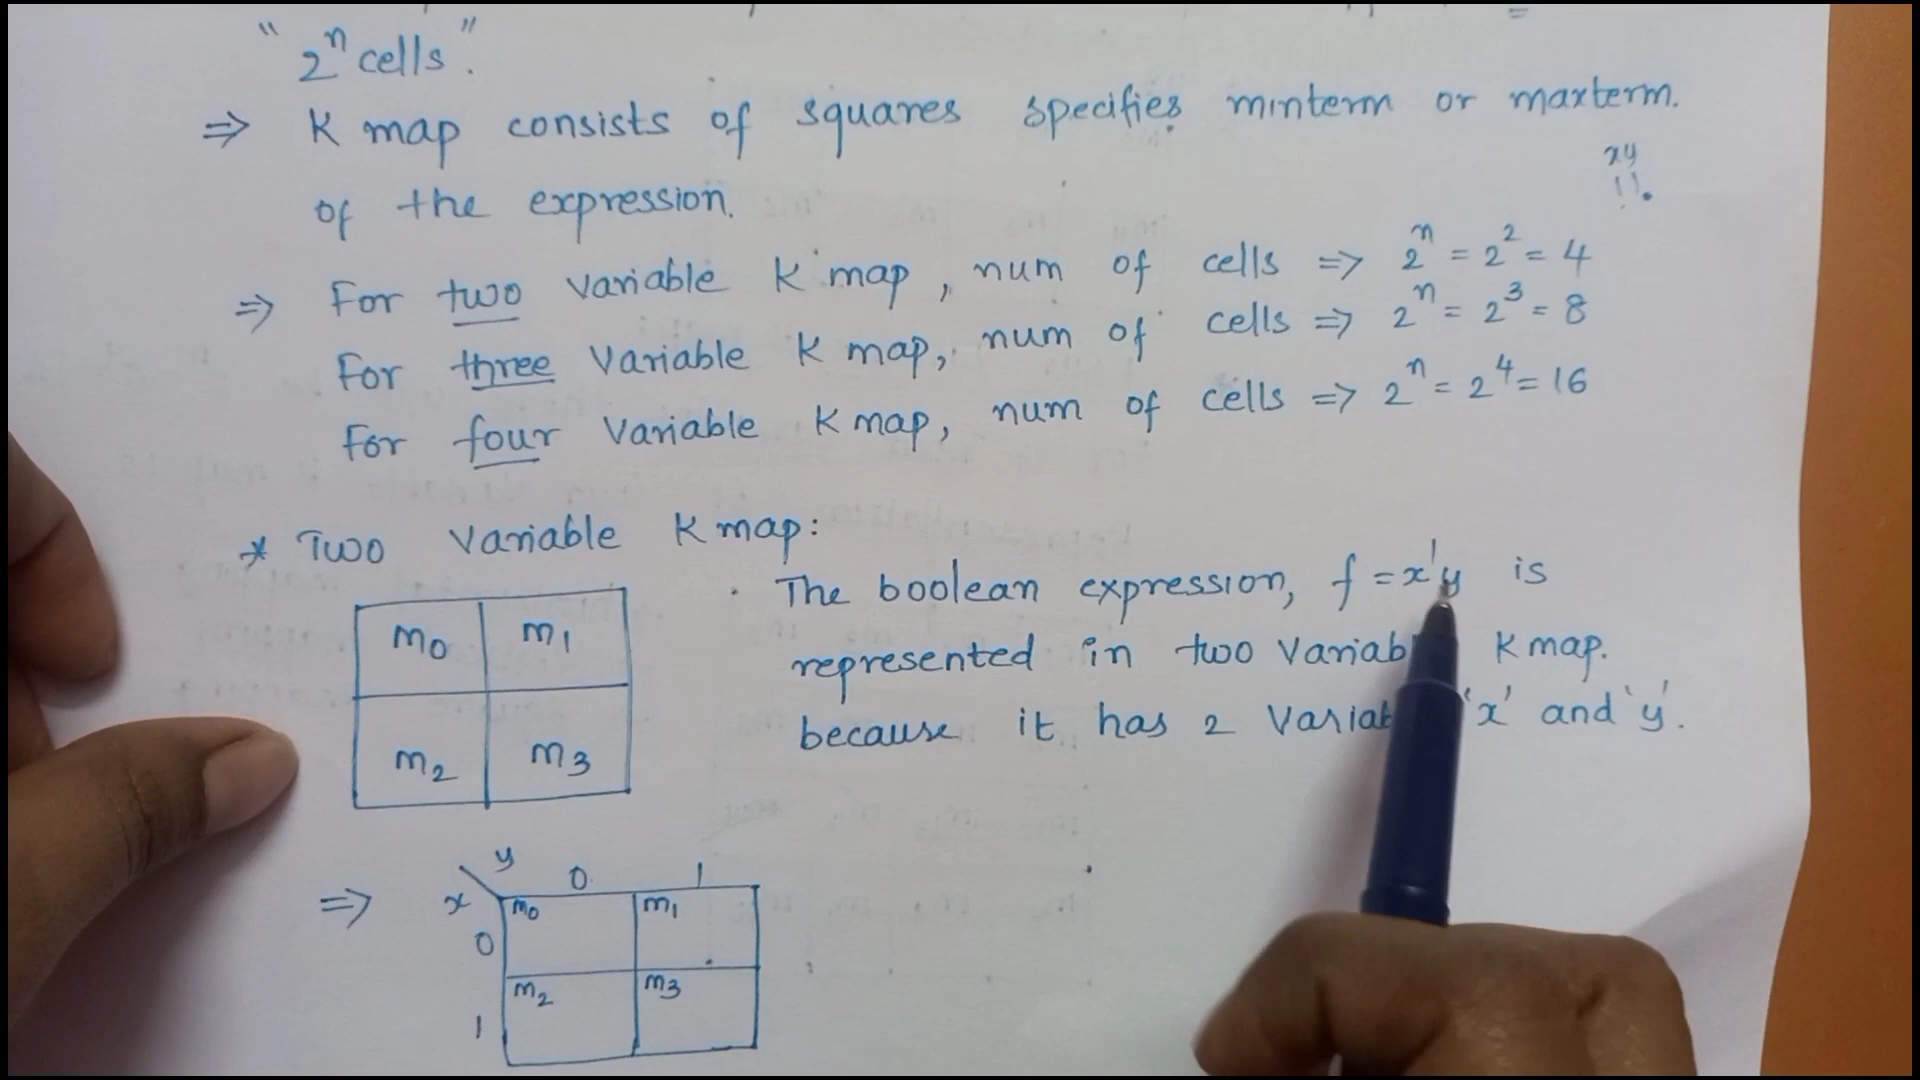 "2ⁿ cells".
⇒ K map consists of squares specifies minterm or maxterm.
of the expression.
xy
11.
⇒ For two variable K map, num of cells ⇒ 2ⁿ = 2² = 4
For three variable K map, num of cells ⇒ 2ⁿ = 2³ = 8
For four variable K map, num of cells ⇒ 2ⁿ = 2⁴ = 16
* Two variable K map:
m0 m1
m2 m3
The boolean expression, f = x'y is
represented in two variab K map.
because it has 2 variab 'x' and 'y'.
y
⇒ x 0 1
0 m0 m1
1 m2 m3